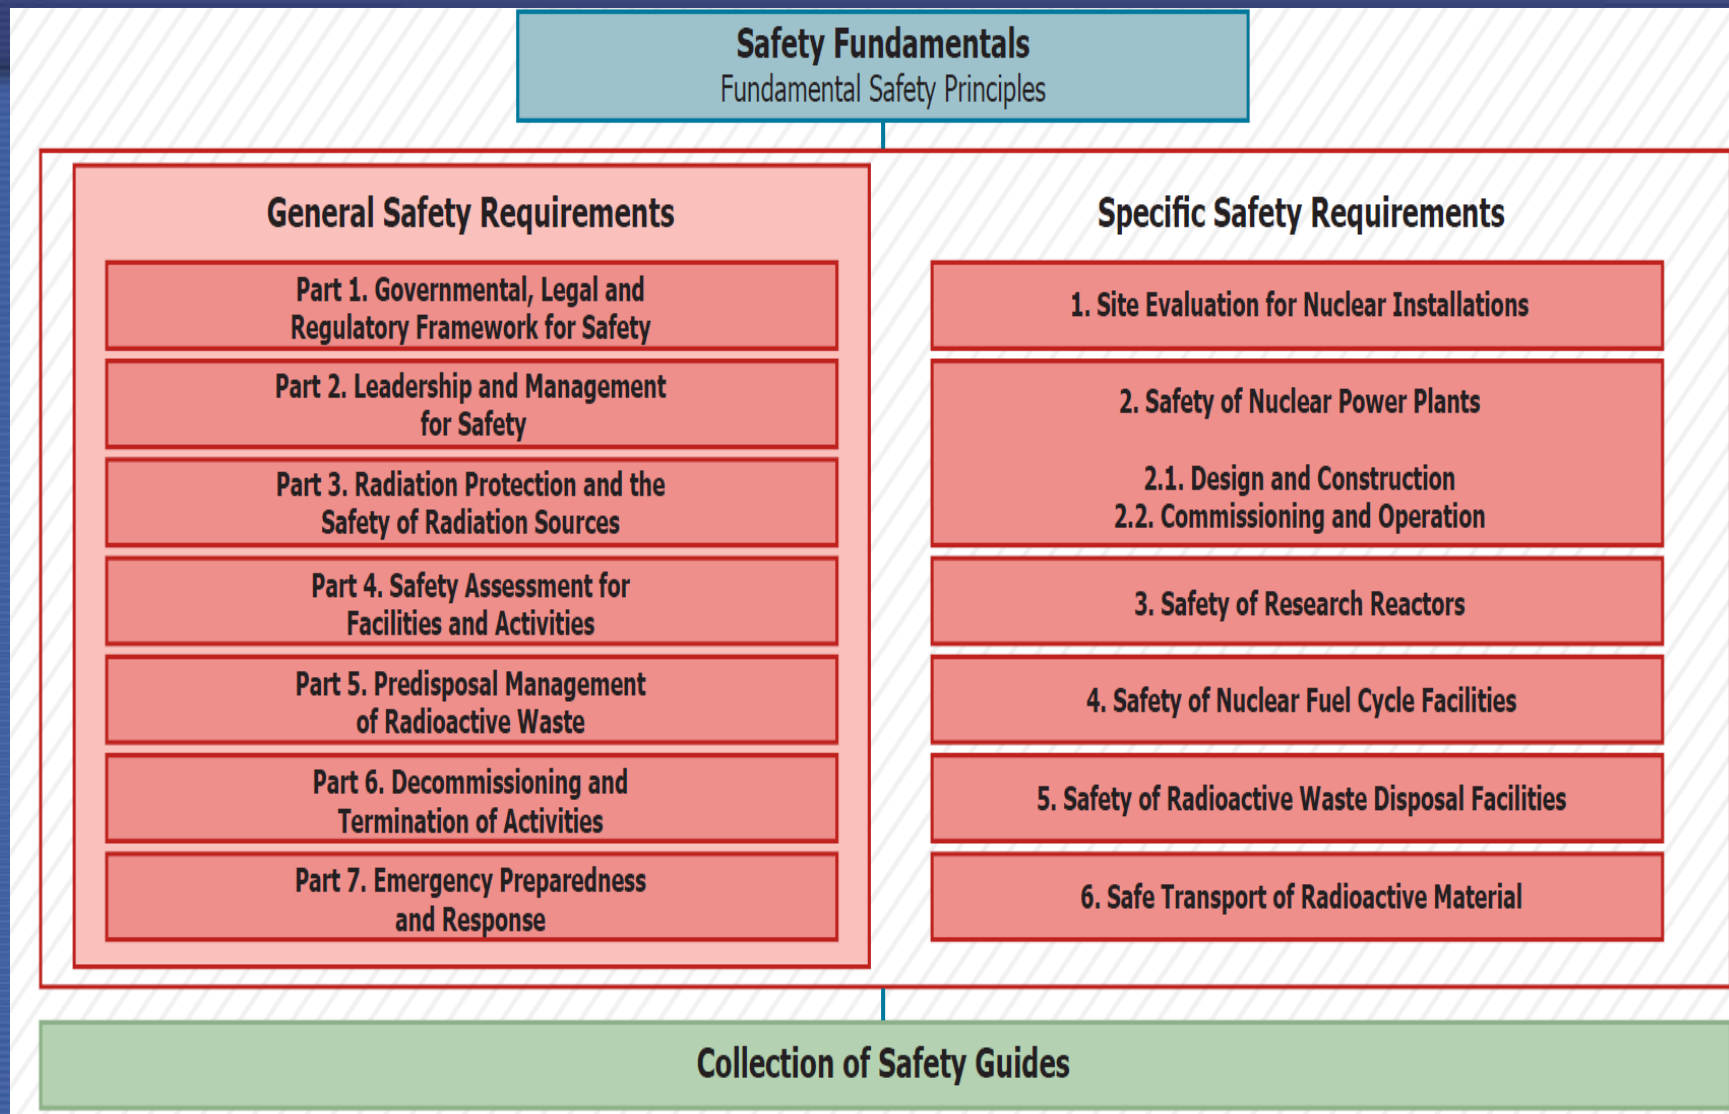 Safety Fundamentals
Fundamental Safety Principles
General Safety Requirements
Part 1. Governmental, Legal and
Regulatory Framework for Safety
Part 2. Leadership and Management
for Safety
Part 3. Radiation Protection and the
Safety of Radiation Sources
Part 4. Safety Assessment for
Facilities and Activities
Part 5. Predisposal Management
of Radioactive Waste
Part 6. Decommissioning and
Termination of Activities
Part 7. Emergency Preparedness
and Response
Specific Safety Requirements
1. Site Evaluation for Nuclear Installations
2. Safety of Nuclear Power Plants
2.1. Design and Construction
2.2. Commissioning and Operation
3. Safety of Research Reactors
4. Safety of Nuclear Fuel Cycle Facilities
5. Safety of Radioactive Waste Disposal Facilities
6. Safe Transport of Radioactive Material
Collection of Safety Guides